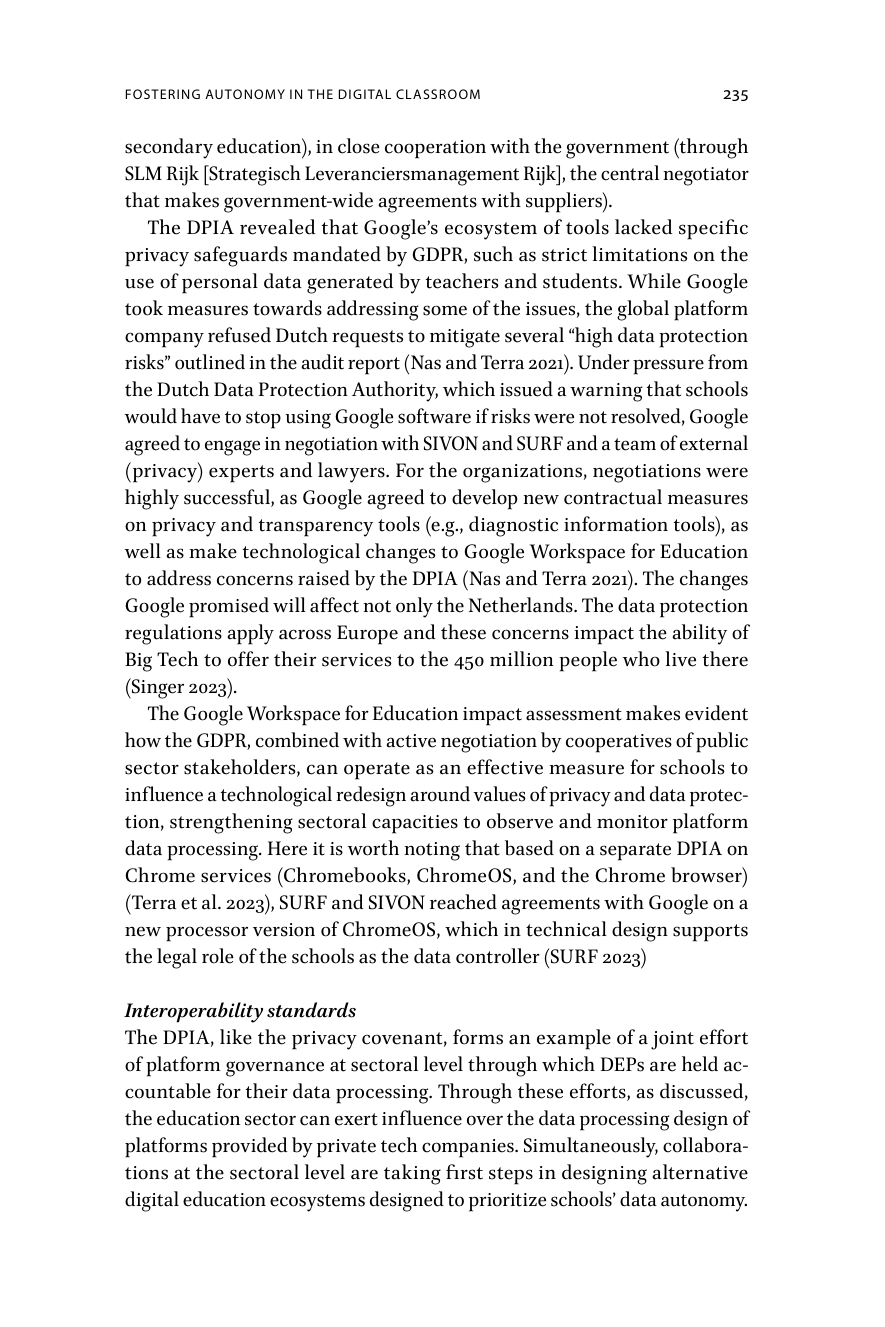 FOSTERING AUTONOMY IN THE DIGITAL CLASSROOM 235
secondary education), in close cooperation with the government (through
SLM Rijk [Strategisch Leveranciersmanagement Rijk], the central negotiator
that makes government-wide agreements with suppliers).
The DPIA revealed that Google’s ecosystem of tools lacked specific
privacy safeguards mandated by GDPR, such as strict limitations on the
use of personal data generated by teachers and students. While Google
took measures towards addressing some of the issues, the global platform
company refused Dutch requests to mitigate several “high data protection
risks” outlined in the audit report (Nas and Terra 2021). Under pressure from
the Dutch Data Protection Authority, which issued a warning that schools
would have to stop using Google software if risks were not resolved, Google
agreed to engage in negotiation with SIVON and SURF and a team of external
(privacy) experts and lawyers. For the organizations, negotiations were
highly successful, as Google agreed to develop new contractual measures
on privacy and transparency tools (e.g., diagnostic information tools), as
well as make technological changes to Google Workspace for Education
to address concerns raised by the DPIA (Nas and Terra 2021). The changes
Google promised will affect not only the Netherlands. The data protection
regulations apply across Europe and these concerns impact the ability of
Big Tech to offer their services to the 450 million people who live there
(Singer 2023).
The Google Workspace for Education impact assessment makes evident
how the GDPR, combined with active negotiation by cooperatives of public
sector stakeholders, can operate as an effective measure for schools to
influence a technological redesign around values of privacy and data protec-
tion, strengthening sectoral capacities to observe and monitor platform
data processing. Here it is worth noting that based on a separate DPIA on
Chrome services (Chromebooks, ChromeOS, and the Chrome browser)
(Terra et al. 2023), SURF and SIVON reached agreements with Google on a
new processor version of ChromeOS, which in technical design supports
the legal role of the schools as the data controller (SURF 2023)
Interoperability standards
The DPIA, like the privacy covenant, forms an example of a joint effort
of platform governance at sectoral level through which DEPs are held ac-
countable for their data processing. Through these efforts, as discussed,
the education sector can exert influence over the data processing design of
platforms provided by private tech companies. Simultaneously, collabora-
tions at the sectoral level are taking first steps in designing alternative
digital education ecosystems designed to prioritize schools’ data autonomy.